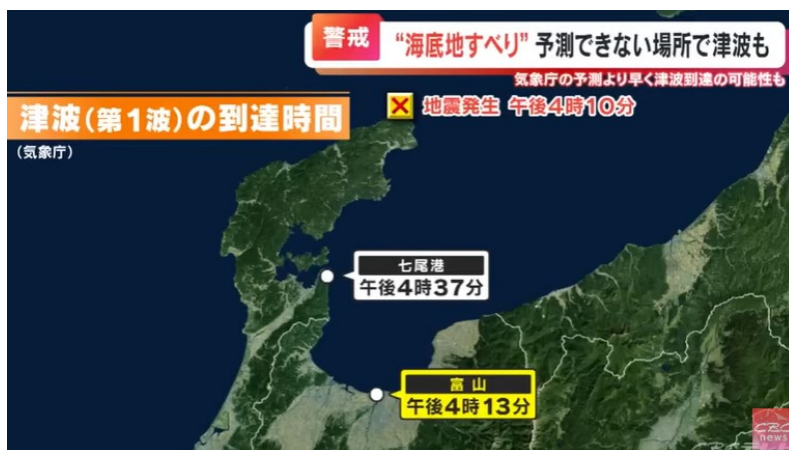 警戒
“海底地すべり” 予測できない場所で津波も
気象庁の予測より早く津波到達の可能性も
津波(第1波)の到達時間
(気象庁)
地震発生 午後4時10分
七尾港
午後4時37分
富山
午後4時13分
CBC
news